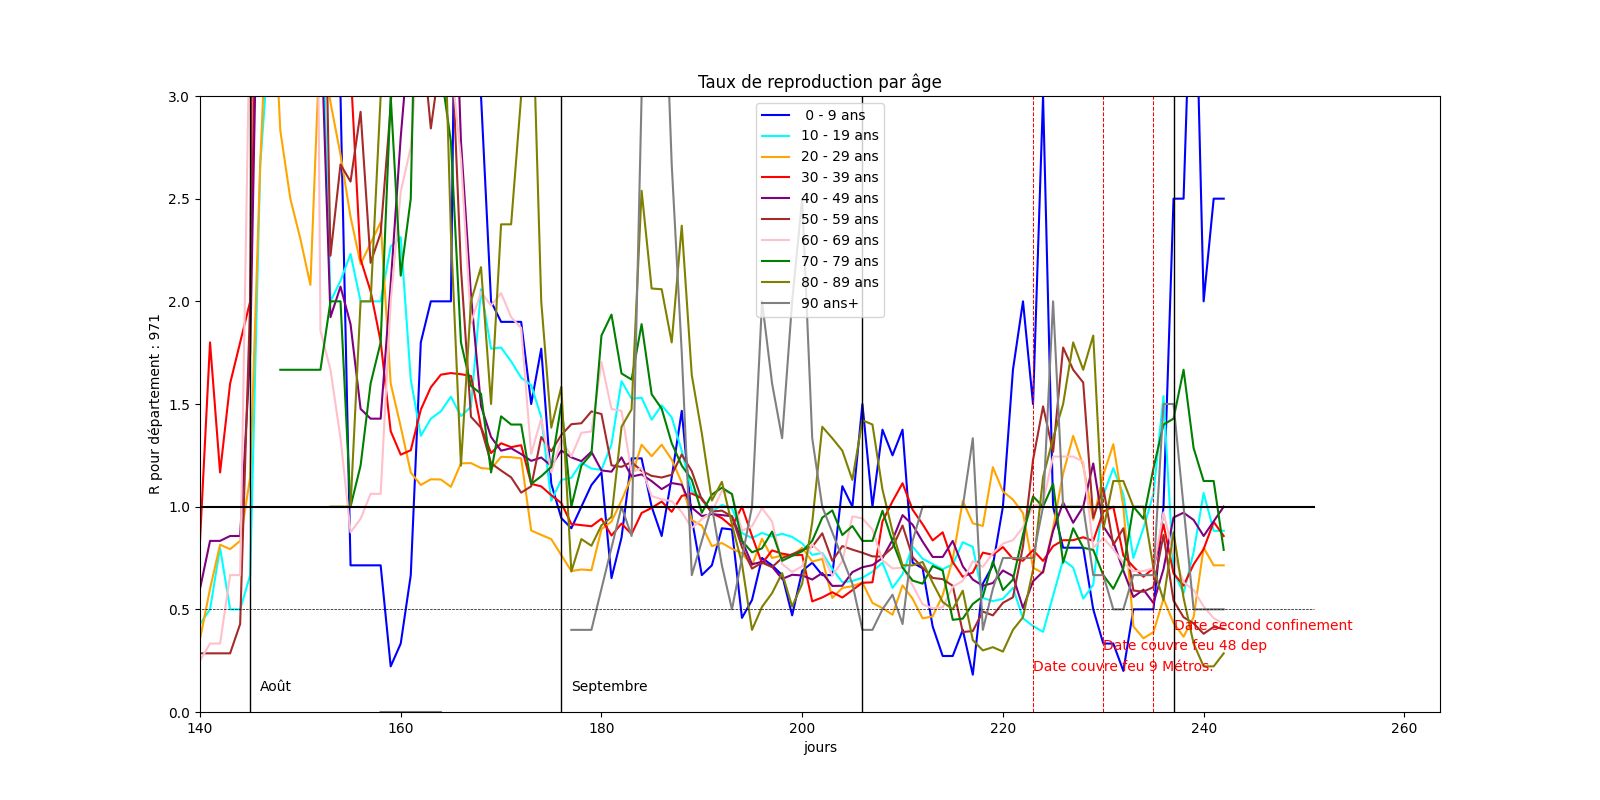 Taux de reproduction par âge
3.0
2.5
2.0
1.5
1.0
0.5
0.0
R pour département : 971
0 - 9 ans
10 - 19 ans
20 - 29 ans
30 - 39 ans
40 - 49 ans
50 - 59 ans
60 - 69 ans
70 - 79 ans
80 - 89 ans
90 ans+
Date second confinement
Date couvre feu 48 dep
Date couvre feu 9 Métros.
Août
Septembre
140
160
180
200
220
240
260
jours